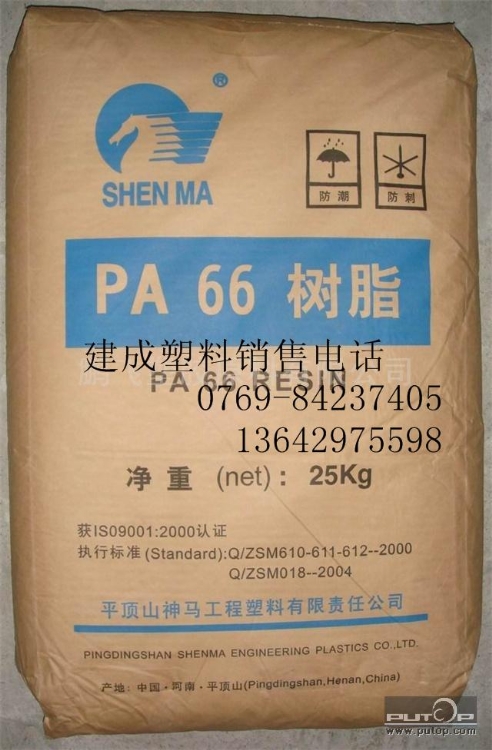 ®
SHEN MA
防潮
防刺
PA 66 树脂
建成塑料销售电话
PA 66 RESIN
0769-84237405
13642975598
净重 (net): 25Kg
获ISO9001:2000认证
执行标准(Standard):Q/ZSM610-611-612--2000
Q/ZSM018--2004
平顶山神马工程塑料有限责任公司
PINGDINGSHAN SHENMA ENGINEERING PLASTICS CO.,LTD.
产地: 中国·河南·平顶山(Pingdingshan,Henan,China)
PUTOP
www.putop.com